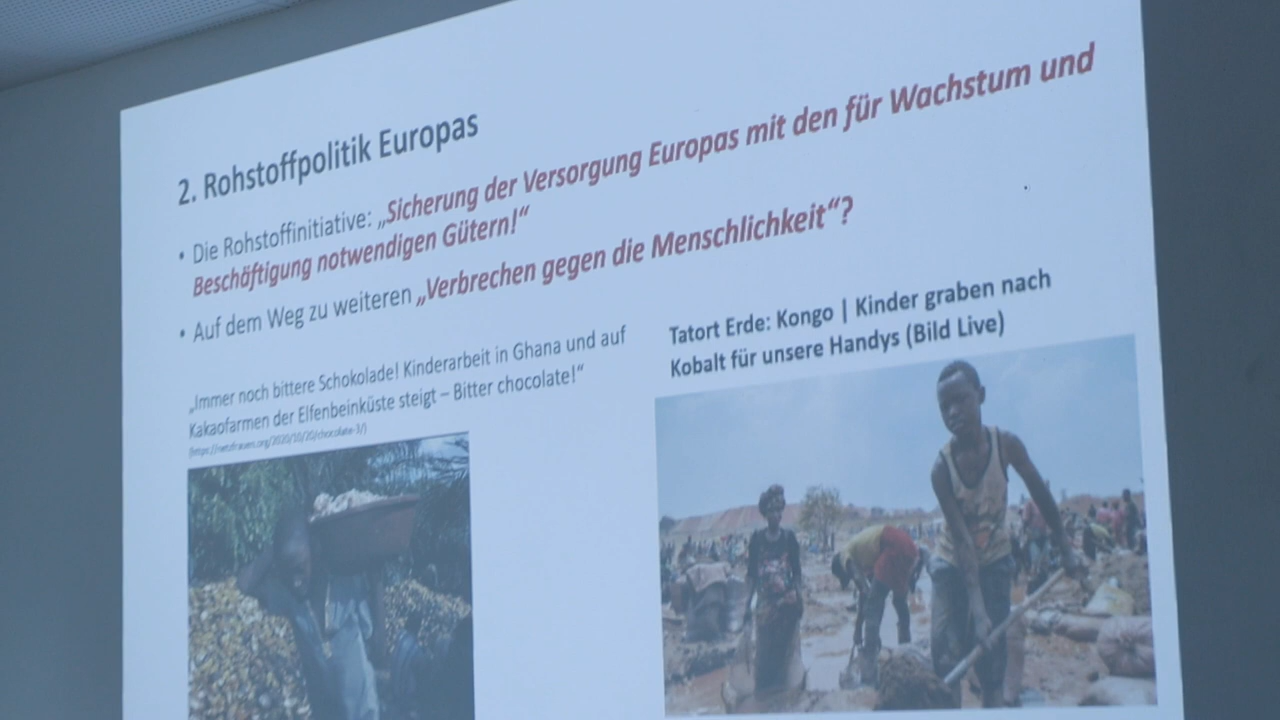 2. Rohstoffpolitik Europas
• Die Rohstoffinitiative: „Sicherung der Versorgung Europas mit den für Wachstum und
Beschäftigung notwendigen Gütern!“
• Auf dem Weg zu weiteren „Verbrechen gegen die Menschlichkeit“?
„Immer noch bittere Schokolade! Kinderarbeit in Ghana und auf
Kakaofarmen der Elfenbeinküste steigt – Bitter chocolate!“
(https://netzfrauen.org/2020/10/20/chocolate-3/)
Tatort Erde: Kongo | Kinder graben nach
Kobalt für unsere Handys (Bild Live)